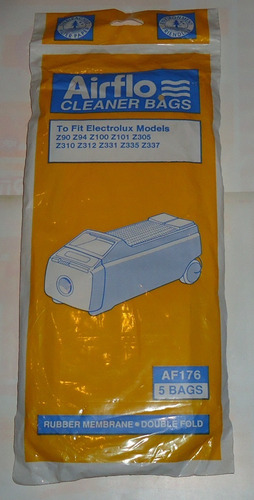 Airflo
CLEANER BAGS
To Fit Electrolux Models
Z90 Z94 Z100 Z101 Z305
Z310 Z312 Z331 Z335 Z337
AF176
5 BAGS
RUBBER MEMBRANE • DOUBLE FOLD